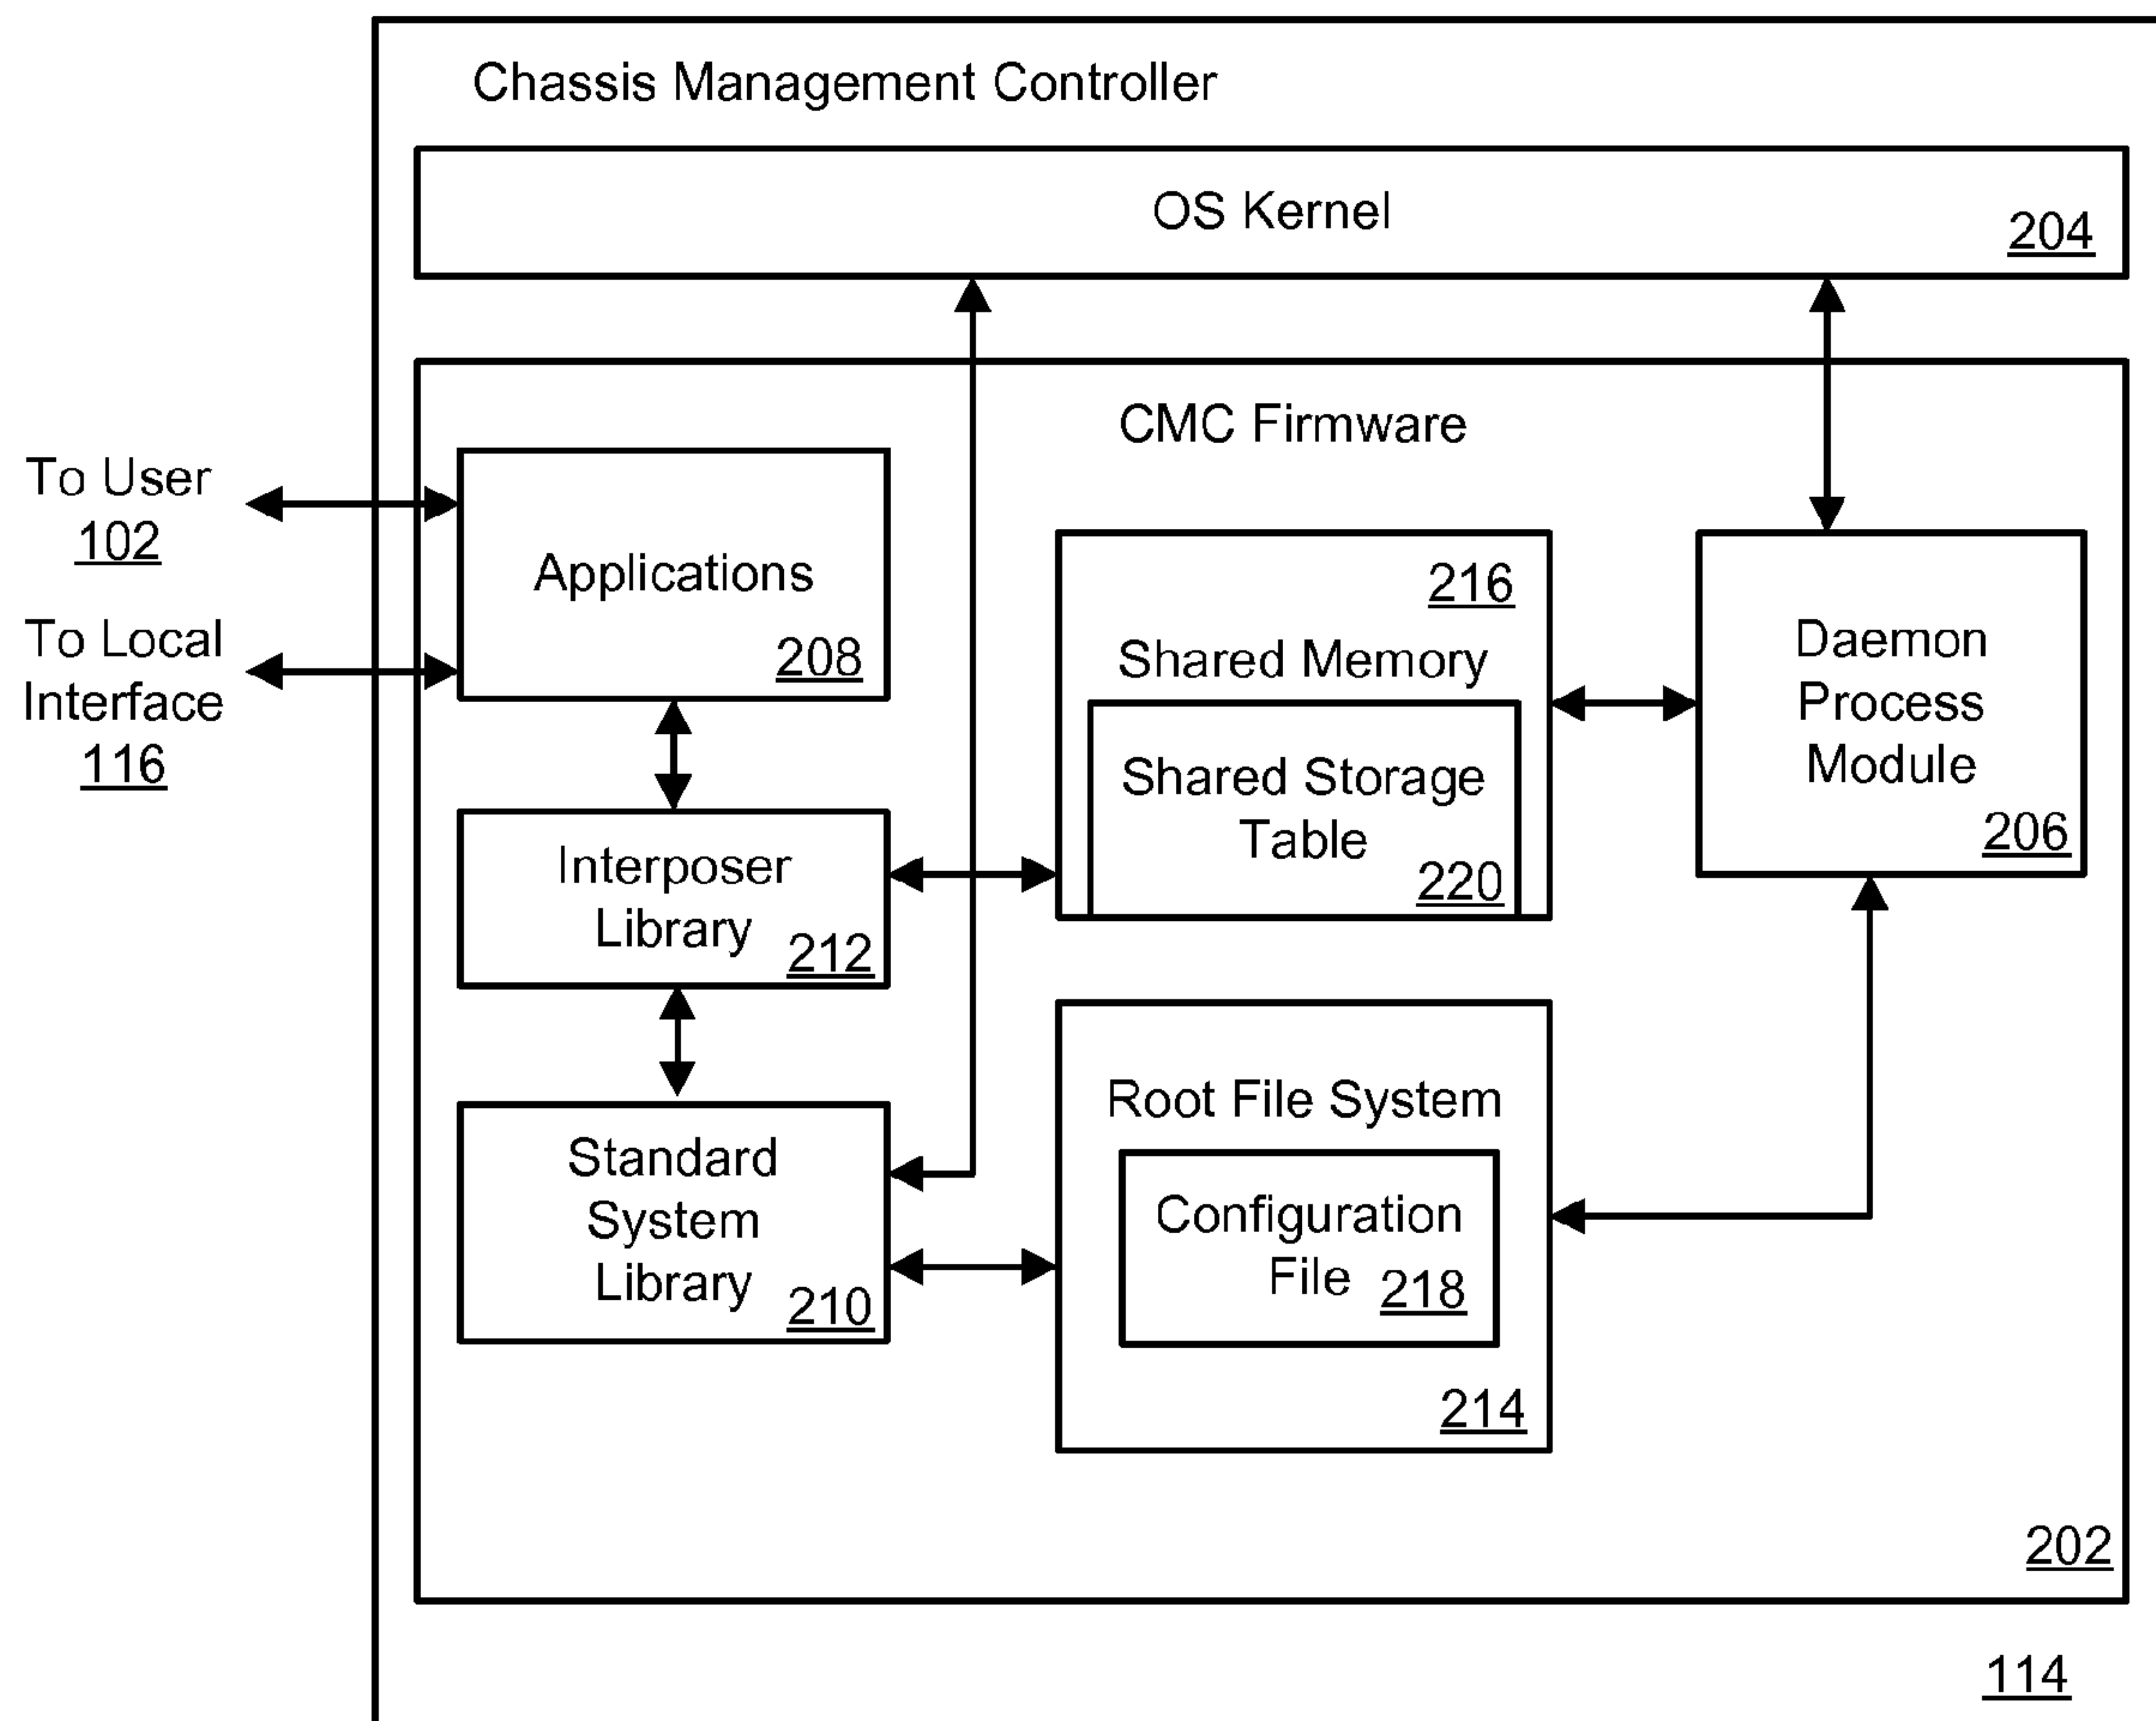 Chassis Management Controller
OS Kernel
204
CMC Firmware
To User
102
To Local
Interface
116
Applications
208
216
Shared Memory
Shared Storage
Table
220
Daemon
Process
Module
206
Interposer
Library
212
Standard
System
Library
210
Root File System
Configuration
File 218
214
202
114